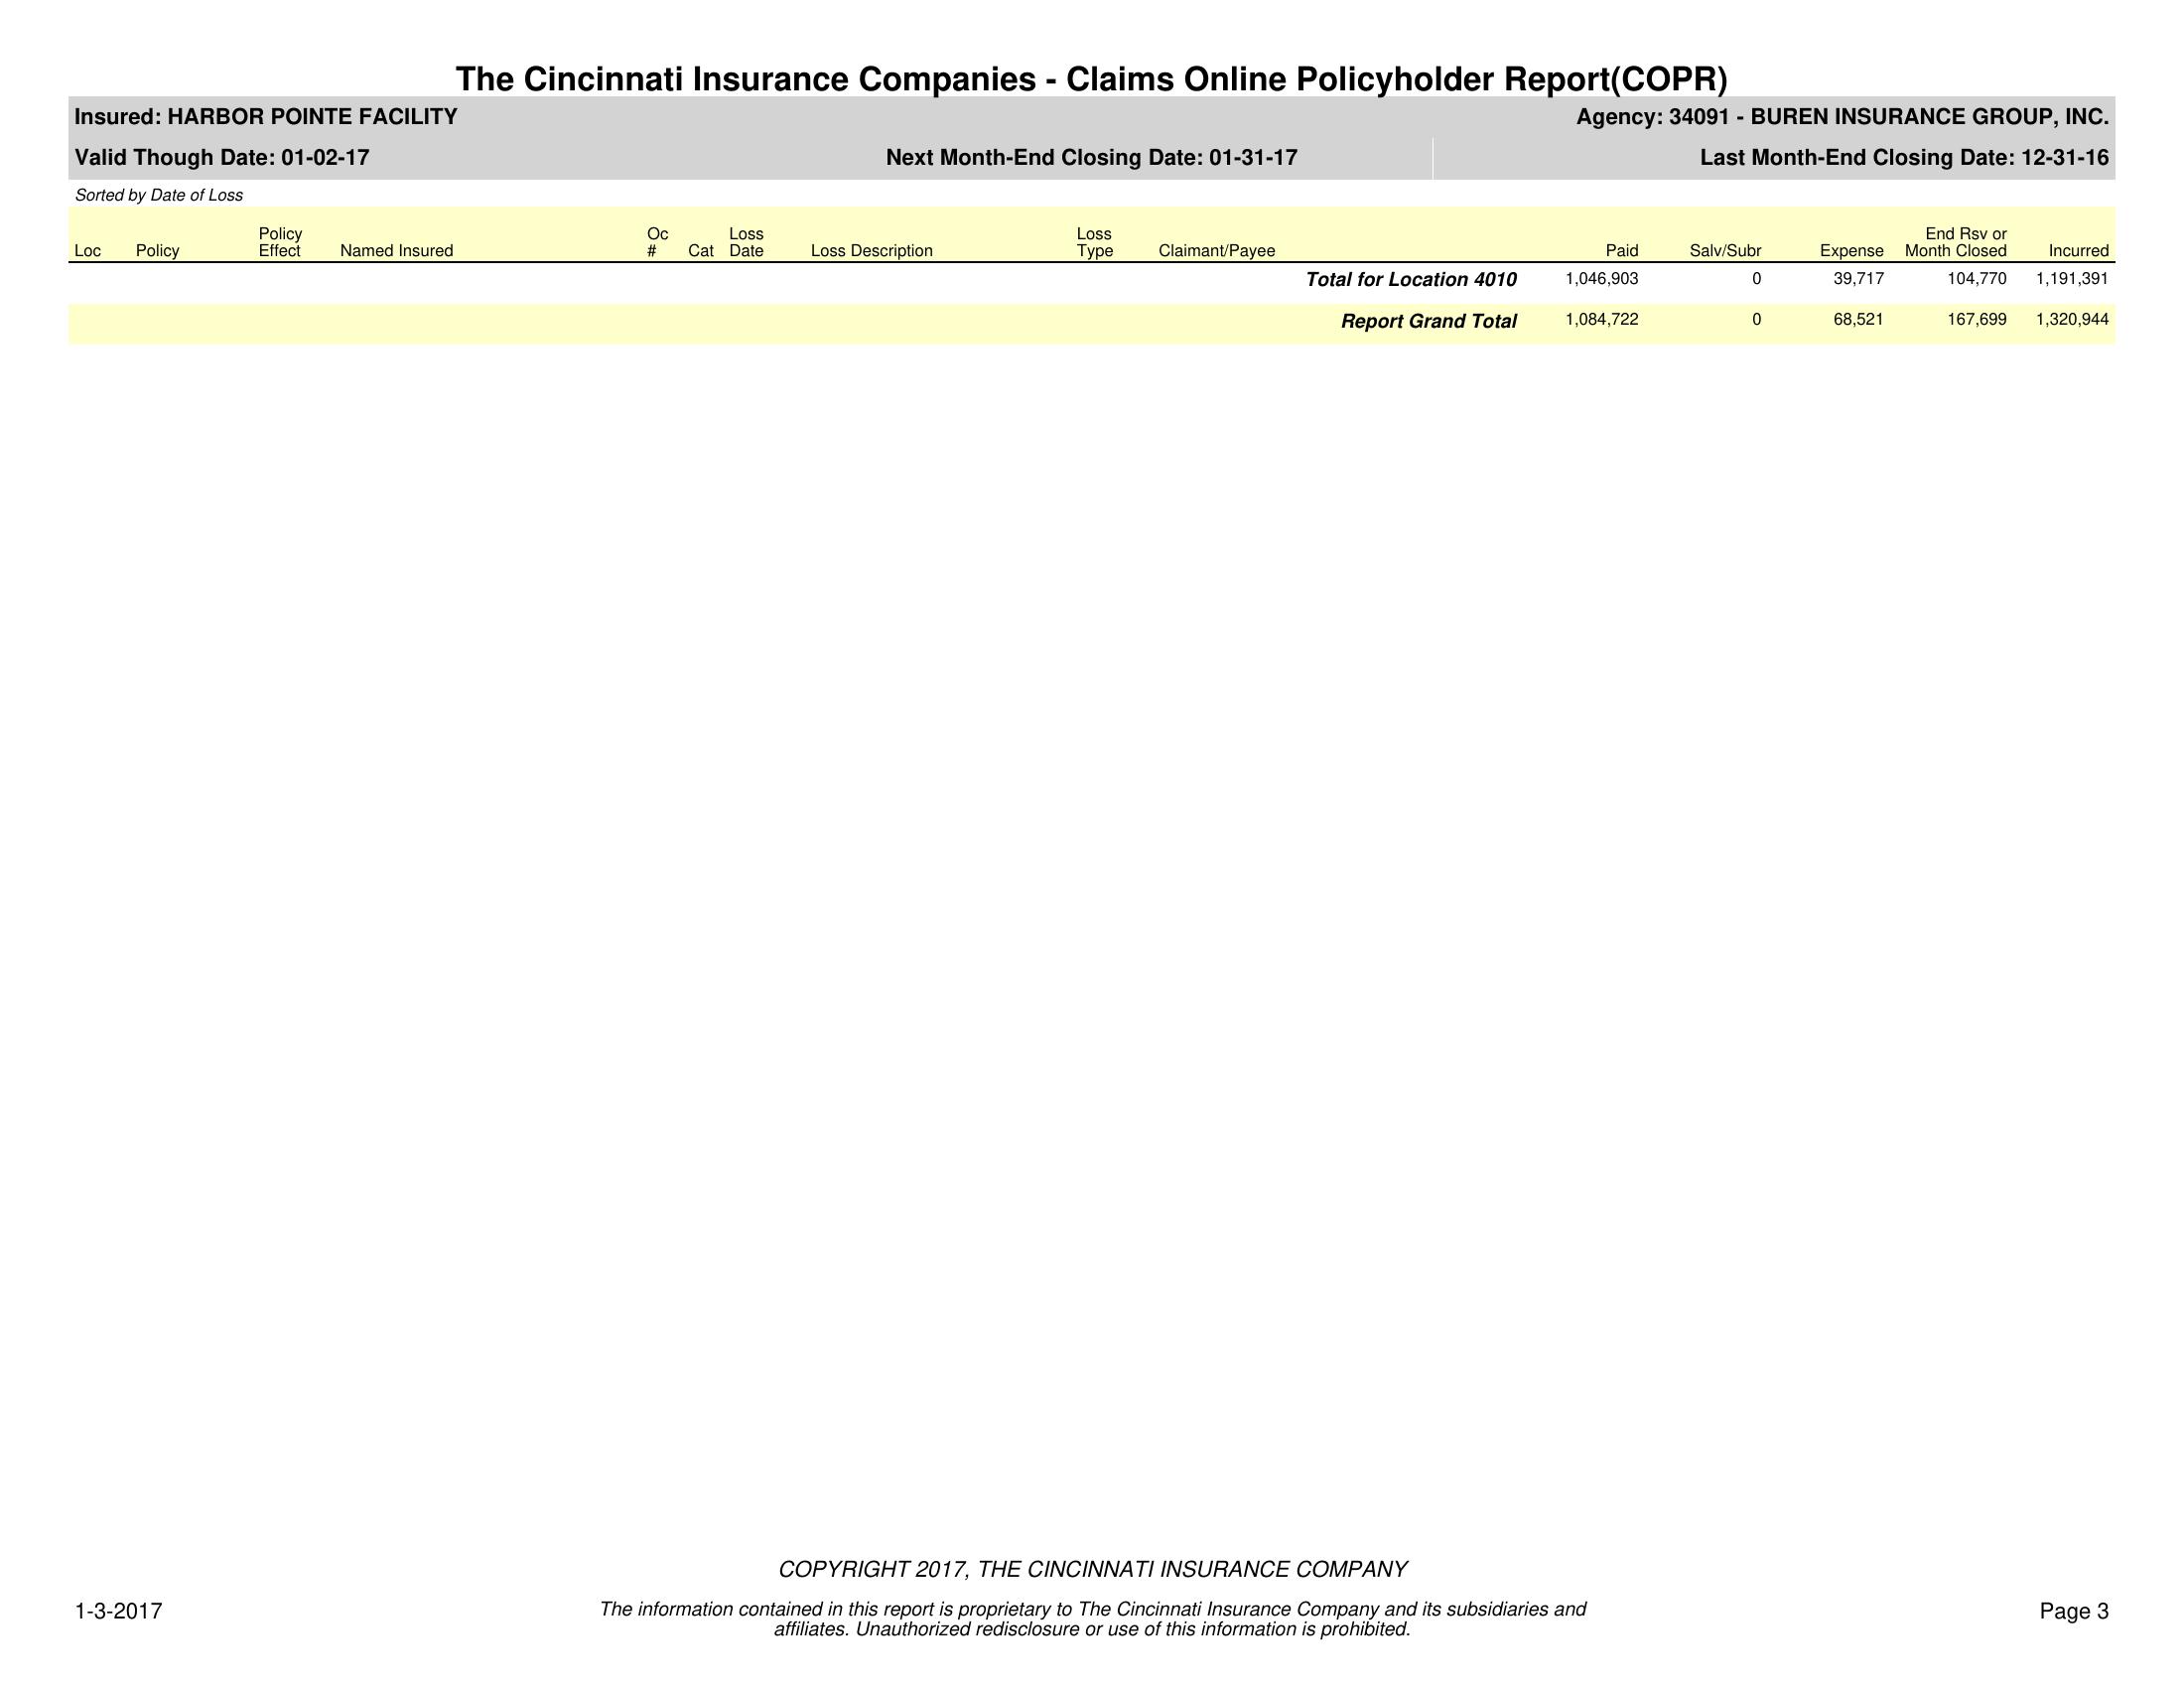 The Cincinnati Insurance Companies - Claims Online Policyholder Report(COPR)
Insured: HARBOR POINTE FACILITY Agency: 34091 - BUREN INSURANCE GROUP, INC.
Valid Though Date: 01-02-17 Next Month-End Closing Date: 01-31-17 Last Month-End Closing Date: 12-31-16
Sorted by Date of Loss
Policy Oc Loss Loss End Rsv or
Loc Policy Effect Named Insured # Cat Date Loss Description Type Claimant/Payee Paid Salv/Subr Expense Month Closed Incurred
Total for Location 4010 1,046,903 0 39,717 104,770 1,191,391
Report Grand Total 1,084,722 0 68,521 167,699 1,320,944
COPYRIGHT 2017, THE CINCINNATI INSURANCE COMPANY
1-3-2017 The information contained in this report is proprietary to The Cincinnati Insurance Company and its subsidiaries and Page 3
affiliates. Unauthorized redisclosure or use of this information is prohibited.